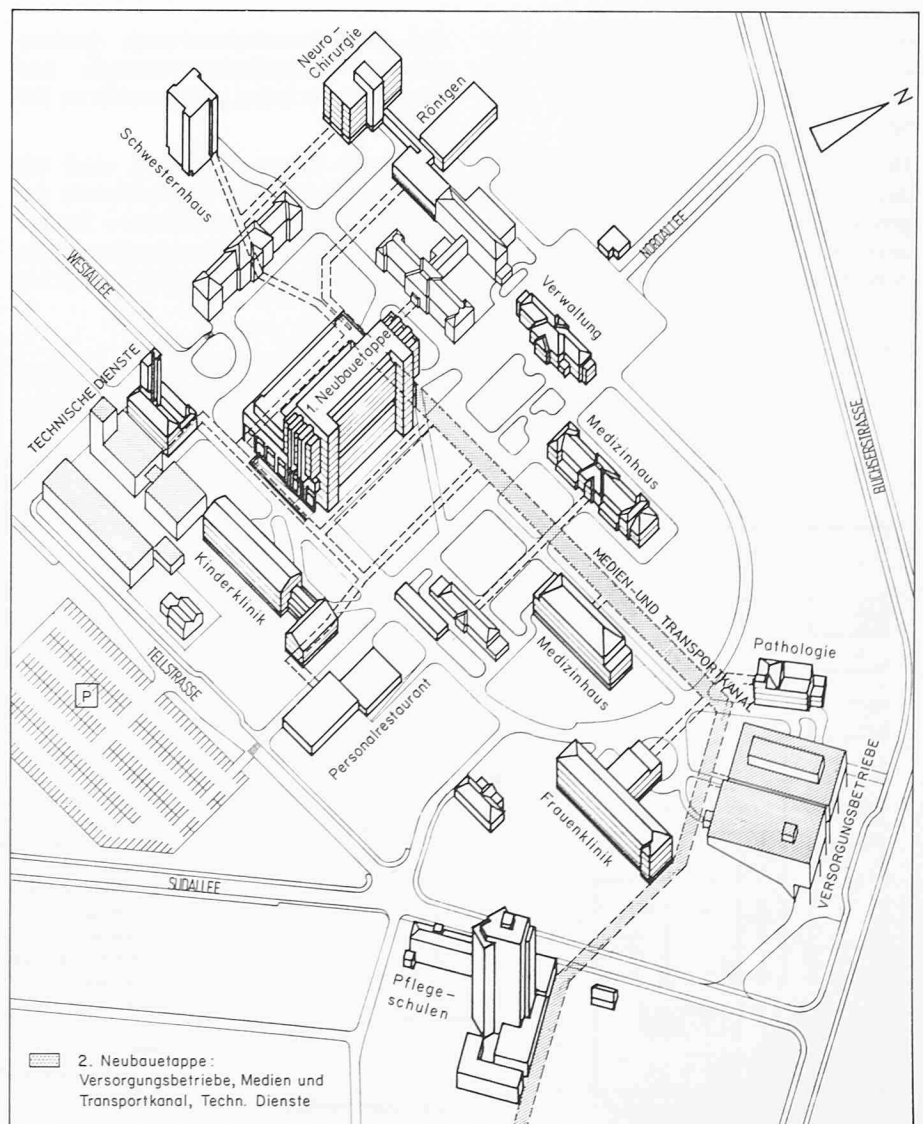 Neuro-
Chirurgie
Röntgen
N
Schwesternhaus
NORDALLEE
WESTALLEE
Verwaltung
1. Neubauetappe
TECHNISCHE DIENSTE
Medizinhaus
BUCHSERSTRASSE
Kinderklinik
MEDIEN-UND TRANSPORTKANAL
Medizinhaus
Pathologie
TELLSTRASSE
P
Personalrestaurant
Frauenklinik
VERSORGUNGSBETRIEBE
SÜDALLEE
Pflege-
schulen
2. Neubauetappe:
Versorgungsbetriebe, Medien und
Transportkanal, Techn. Dienste